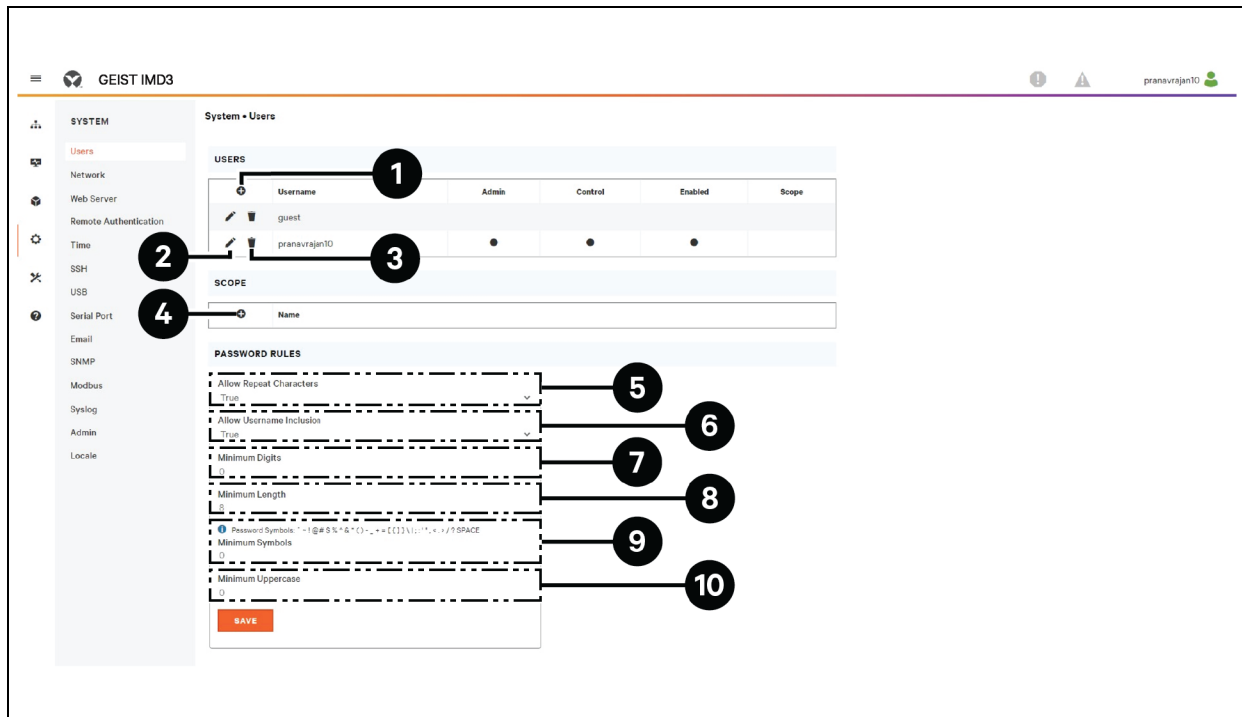 GEIST IMD3
pranavrajan10
SYSTEM
Users
Network
Web Server
Remote Authentication
Time
SSH
USB
Serial Port
Email
SNMP
Modbus
Syslog
Admin
Locale
System • Users
USERS
Username Admin Control Enabled Scope
guest
pranavrajan10
SCOPE
Name
PASSWORD RULES
Allow Repeat Characters
True
Allow Username Inclusion
True
Minimum Digits
0
Minimum Length
8
Password Symbols: SPACE
Minimum Symbols
0
Minimum Uppercase
0
SAVE
1
2
3
4
5
6
7
8
9
10